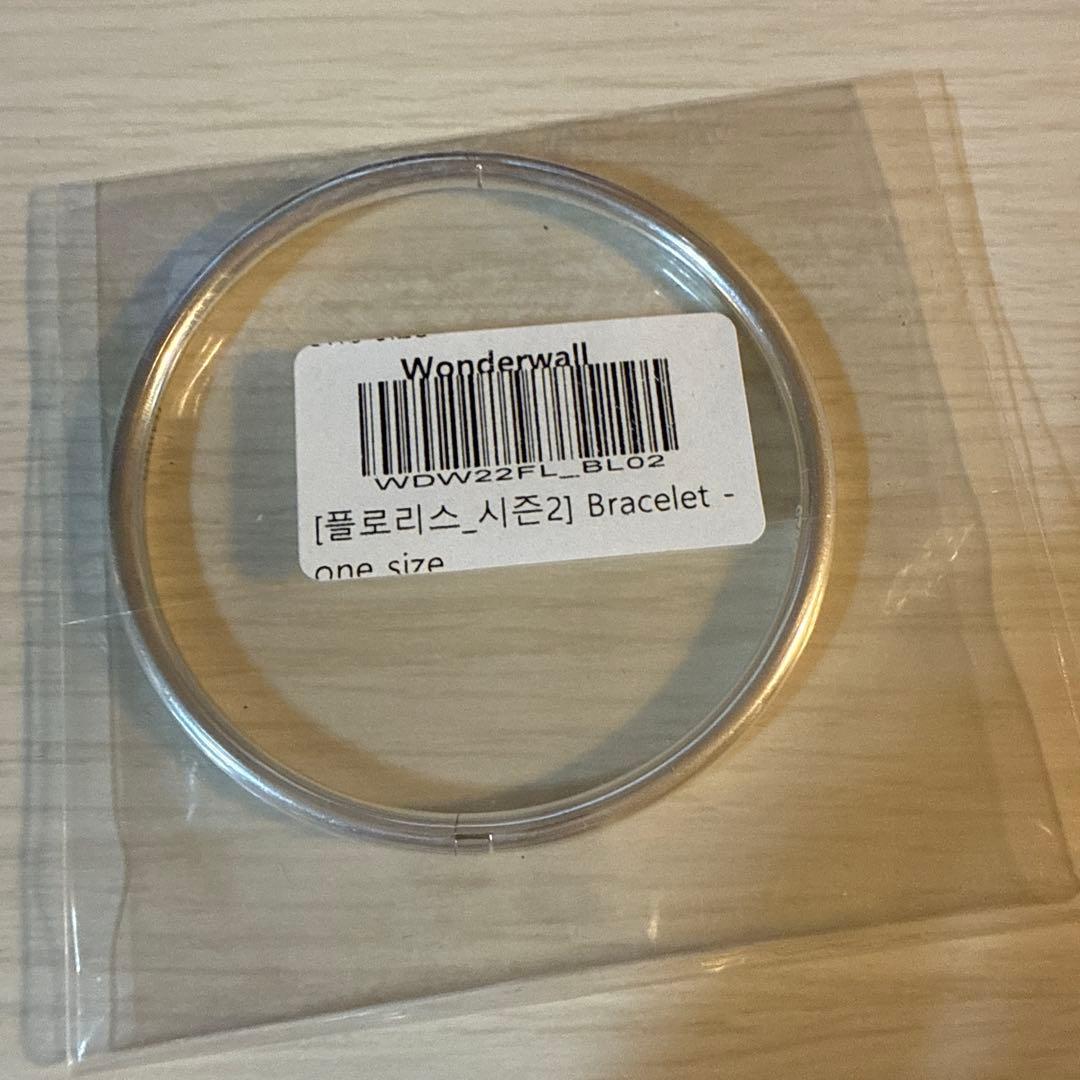 Wonderwall
WDW22FL_BL02
[플로리스_시즌2] Bracelet -
one size